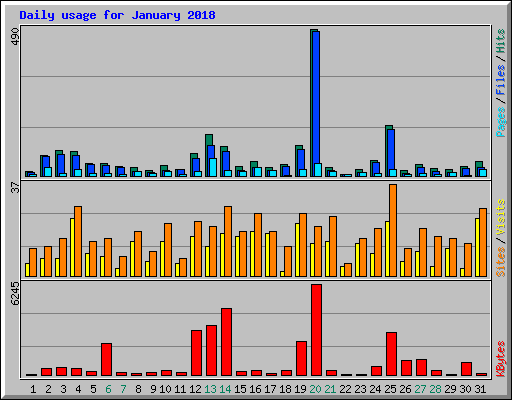 Daily usage for January 2018
490
Pages / Files / Hits
37
Sites / Visits
6245
KBytes
1 2 3 4 5 6 7 8 9 10 11 12 13 14 15 16 17 18 19 20 21 22 23 24 25 26 27 28 29 30 31